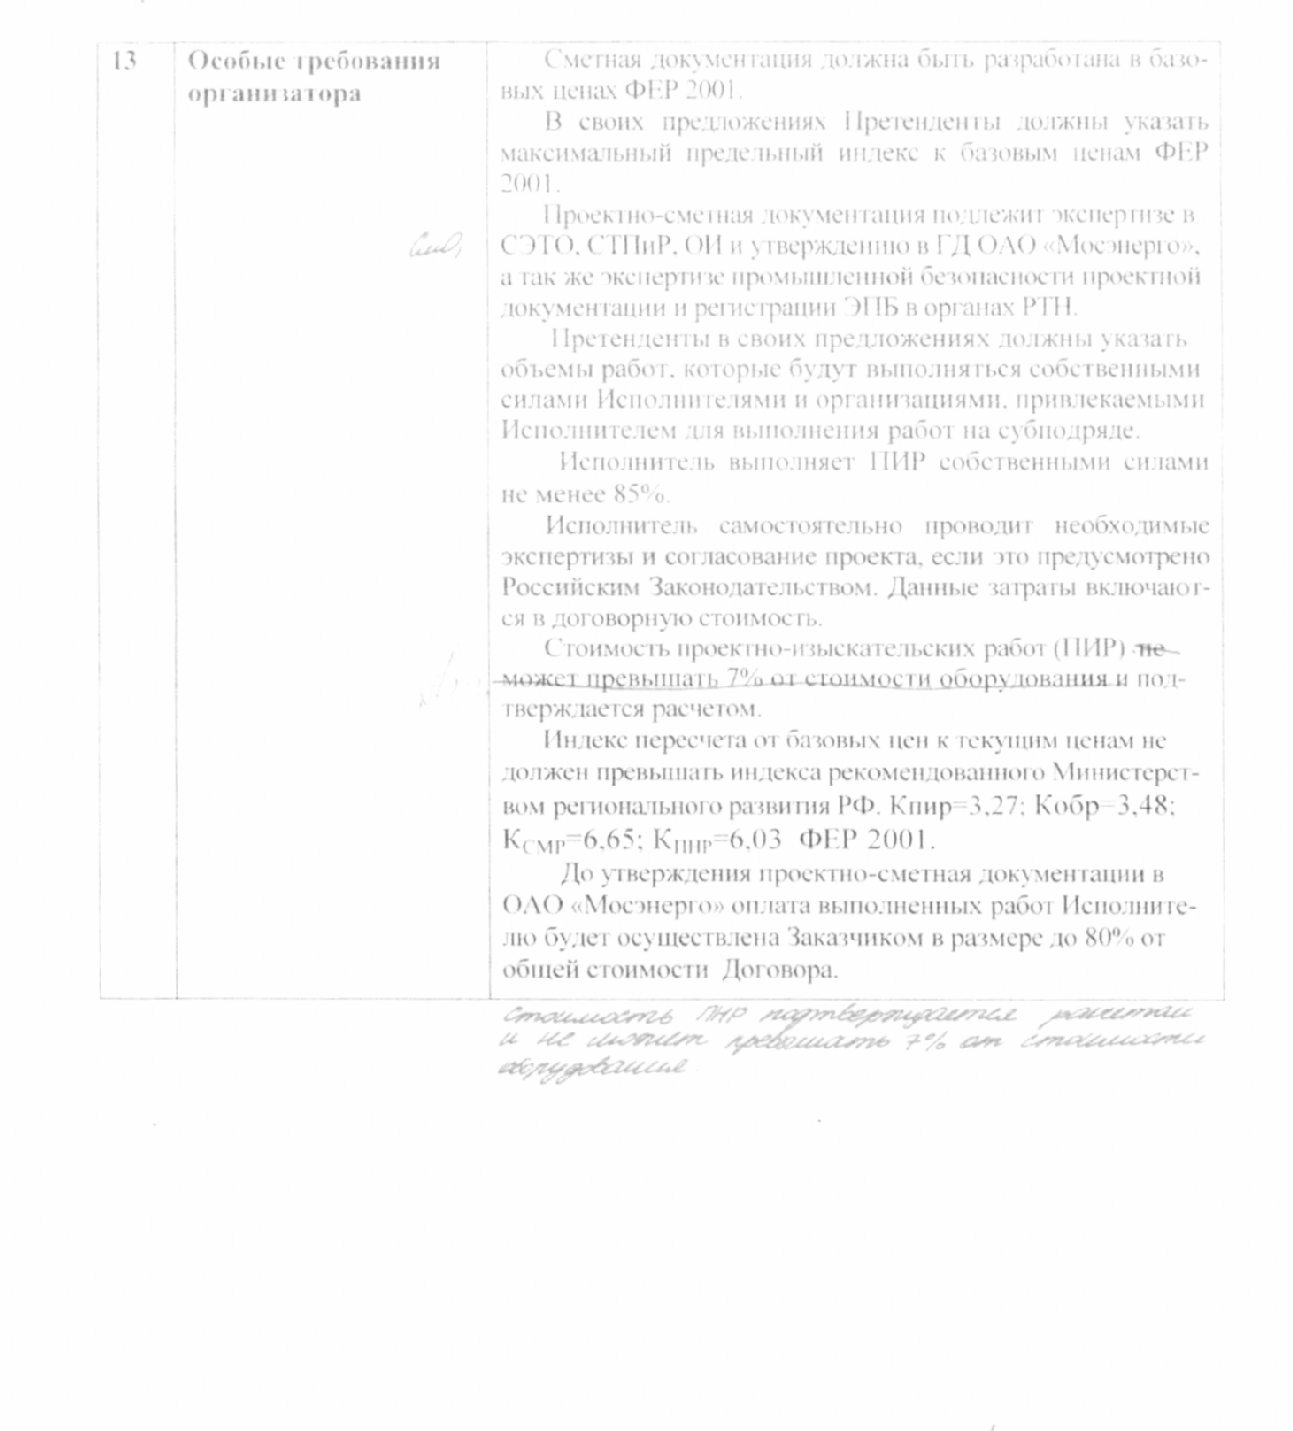 13 Особые требования
организатора
Сметная документация должна быть разработана в базо-
вых ценах ФЕР 2001.
В своих предложениях Претенденты должны указать
максимальный предельный индекс к базовым ценам ФЕР
2001.
Проектно-сметная документация подлежит экспертизе в
СЭТО, СТПиР, ОИ и утверждению в ГД ОАО «Мосэнерго»,
а так же экспертизе промышленной безопасности проектной
документации и регистрации ЭПБ в органах РТН.
Претенденты в своих предложениях должны указать
объемы работ, которые будут выполняться собственными
силами Исполнителями и организациями, привлекаемыми
Исполнителем для выполнения работ на субподряде.
Исполнитель выполняет ПИР собственными силами
не менее 85%.
Исполнитель самостоятельно проводит необходимые
экспертизы и согласование проекта, если это предусмотрено
Российским Законодательством. Данные затраты включают-
ся в договорную стоимость.
Стоимость проектно-изыскательских работ (ПИР) не
может превышать 7% от стоимости оборудования и под-
тверждается расчетом.
Индекс пересчета от базовых цен к текущим ценам не
должен превышать индекса рекомендованного Министерст-
вом регионального развития РФ. Кпир=3,27; Кобр=3,48;
КСМР=6,65; КПНР=6,03 ФЕР 2001.
До утверждения проектно-сметная документации в
ОАО «Мосэнерго» оплата выполненных работ Исполните-
лю будет осуществлена Заказчиком в размере до 80% от
общей стоимости Договора.
стоимость ПНР подтверждается расчетом
и не может превышать 7% от стоимости
оборудования